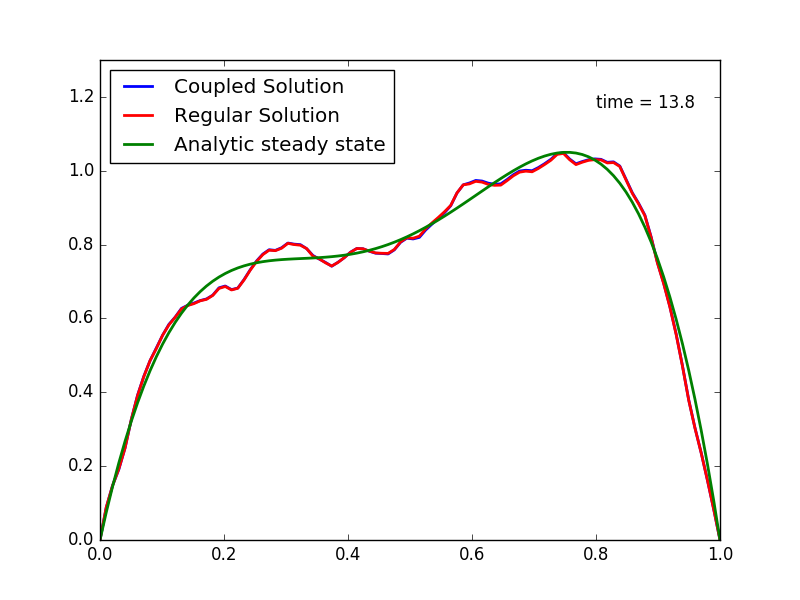 Coupled Solution
Regular Solution
Analytic steady state
time = 13.8
1.2
1.0
0.8
0.6
0.4
0.2
0.0
0.0 0.2 0.4 0.6 0.8 1.0